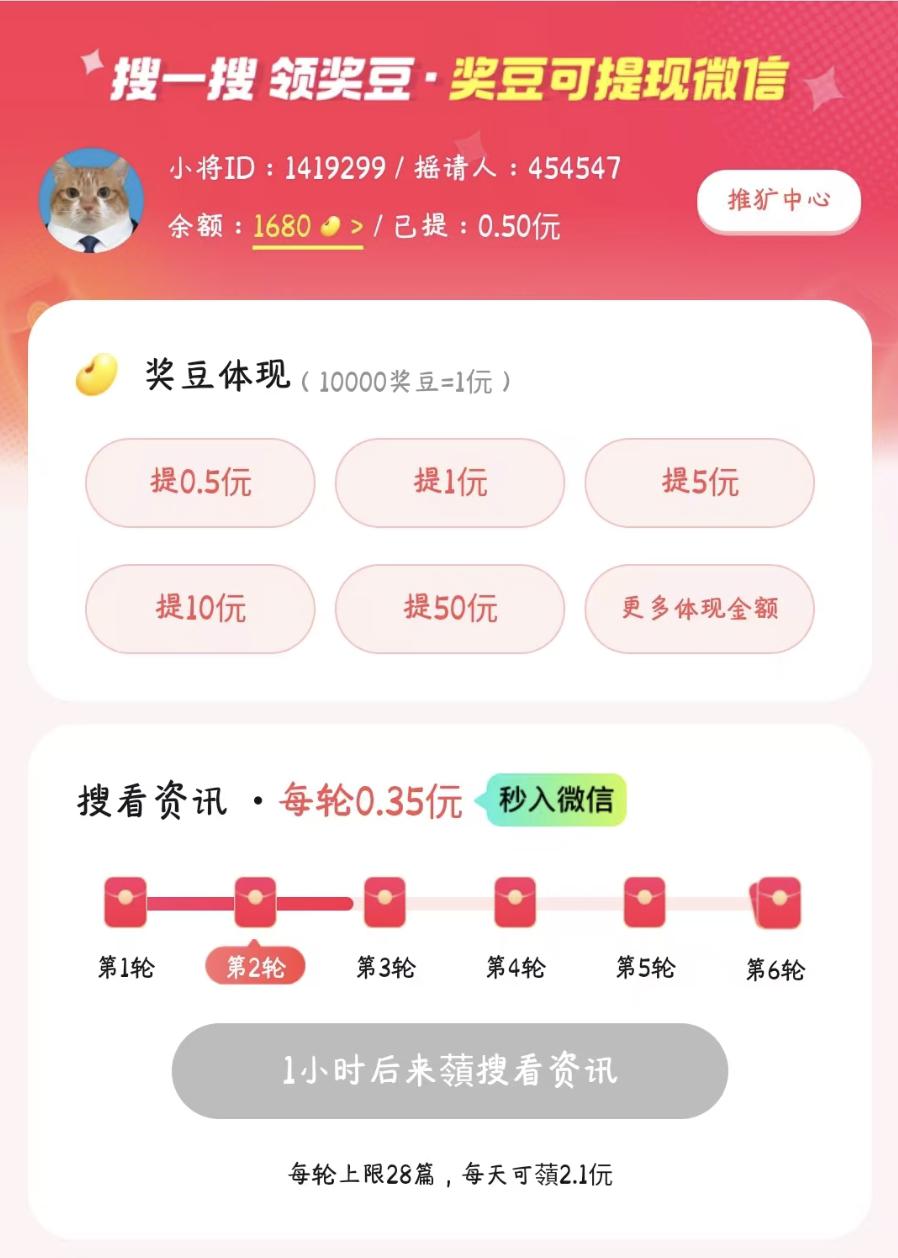 搜一搜 领奖豆·奖豆可提现微信
小将ID：1419299 / 摇请人：454547
余额：1680 > / 已提：0.50元
推犷中心
奖豆体现（10000奖豆=1元）
提0.5元
提1元
提5元
提10元
提50元
更多体现金额
搜看资讯 · 每轮0.35元
秒入微信
第1轮
第2轮
第3轮
第4轮
第5轮
第6轮
1小时后来蕵搜看资讯
每轮上限28篇，每天可蕵2.1元